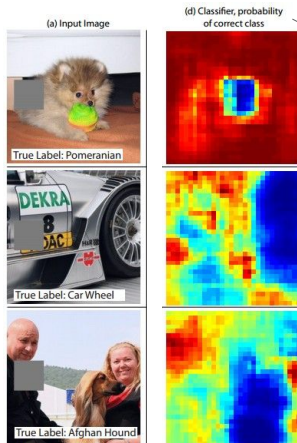 (a) Input Image
(d) Classifier, probability
of correct class
True Label: Pomeranian
DEKRA
8
DAC
True Label: Car Wheel
True Label: Afghan Hound